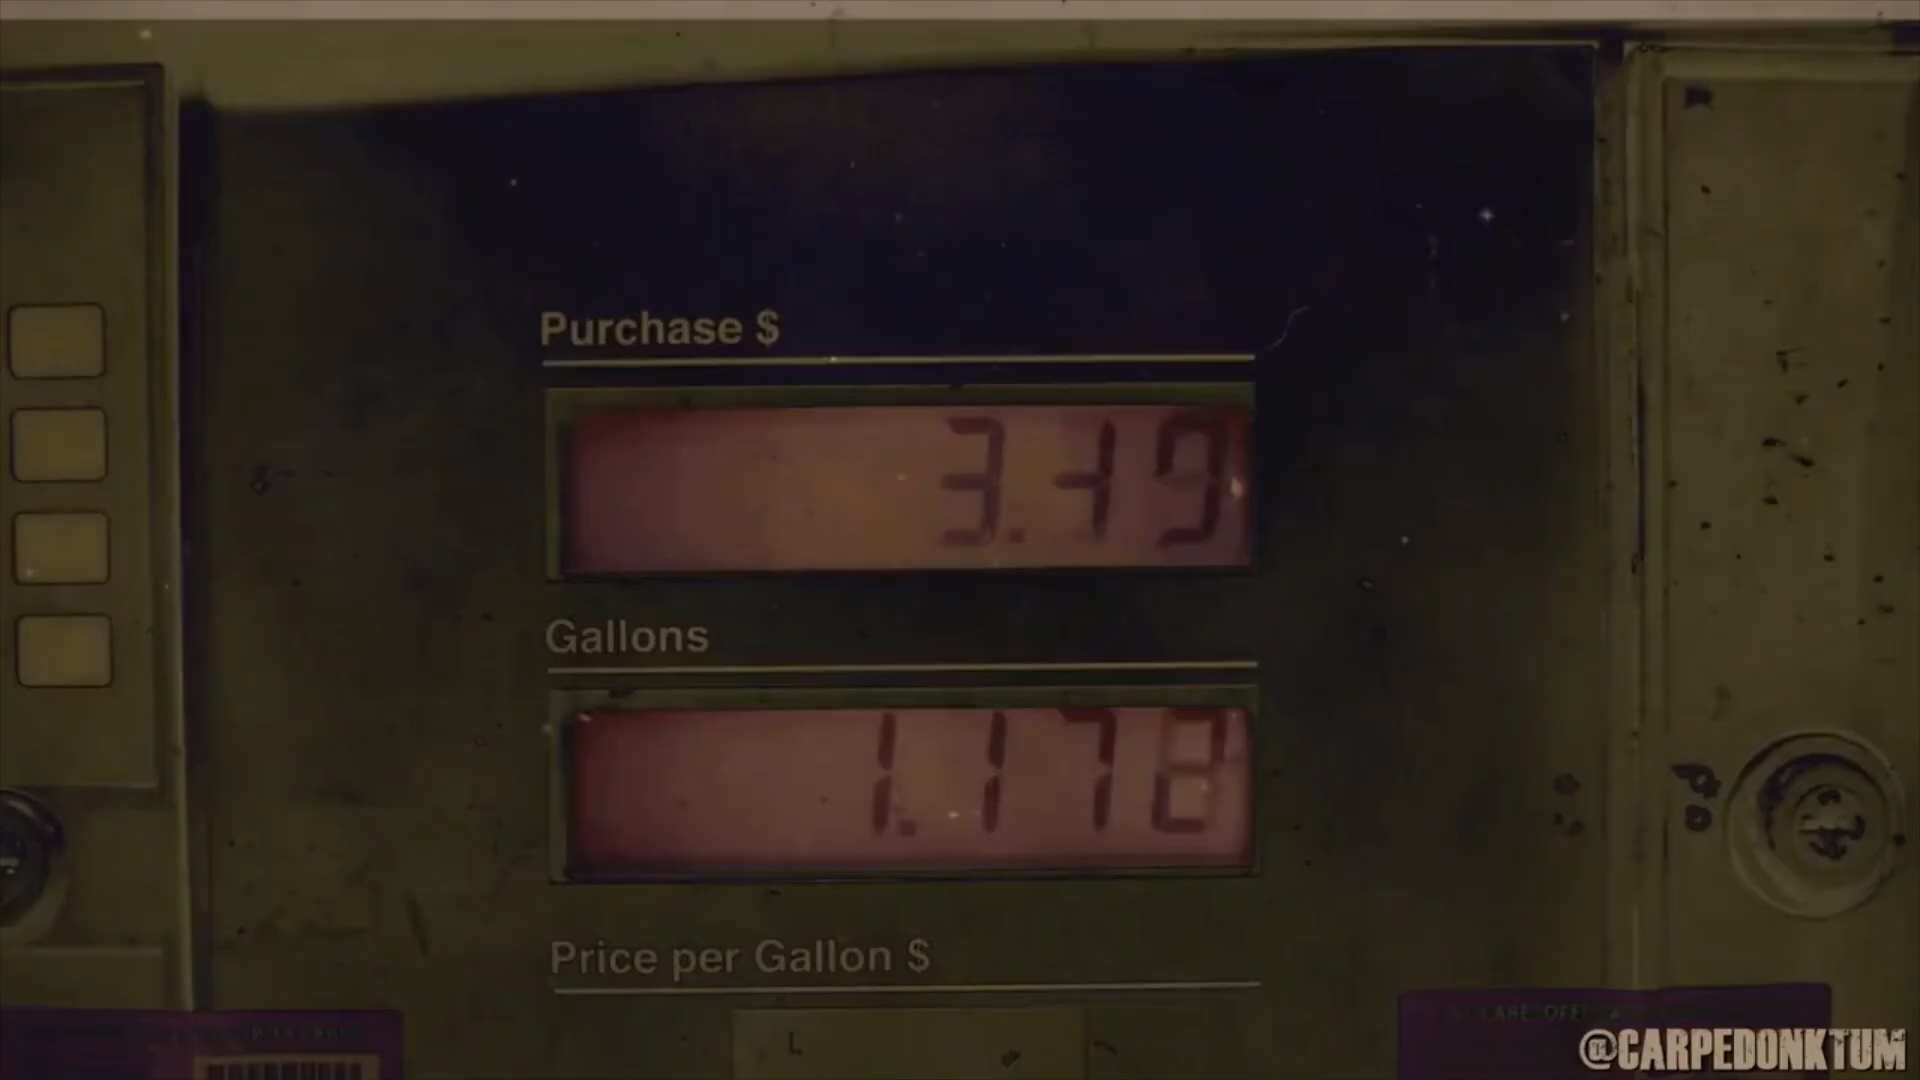 Purchase $
3.19
Gallons
1.178
Price per Gallon $
@CARPEDONKTUM